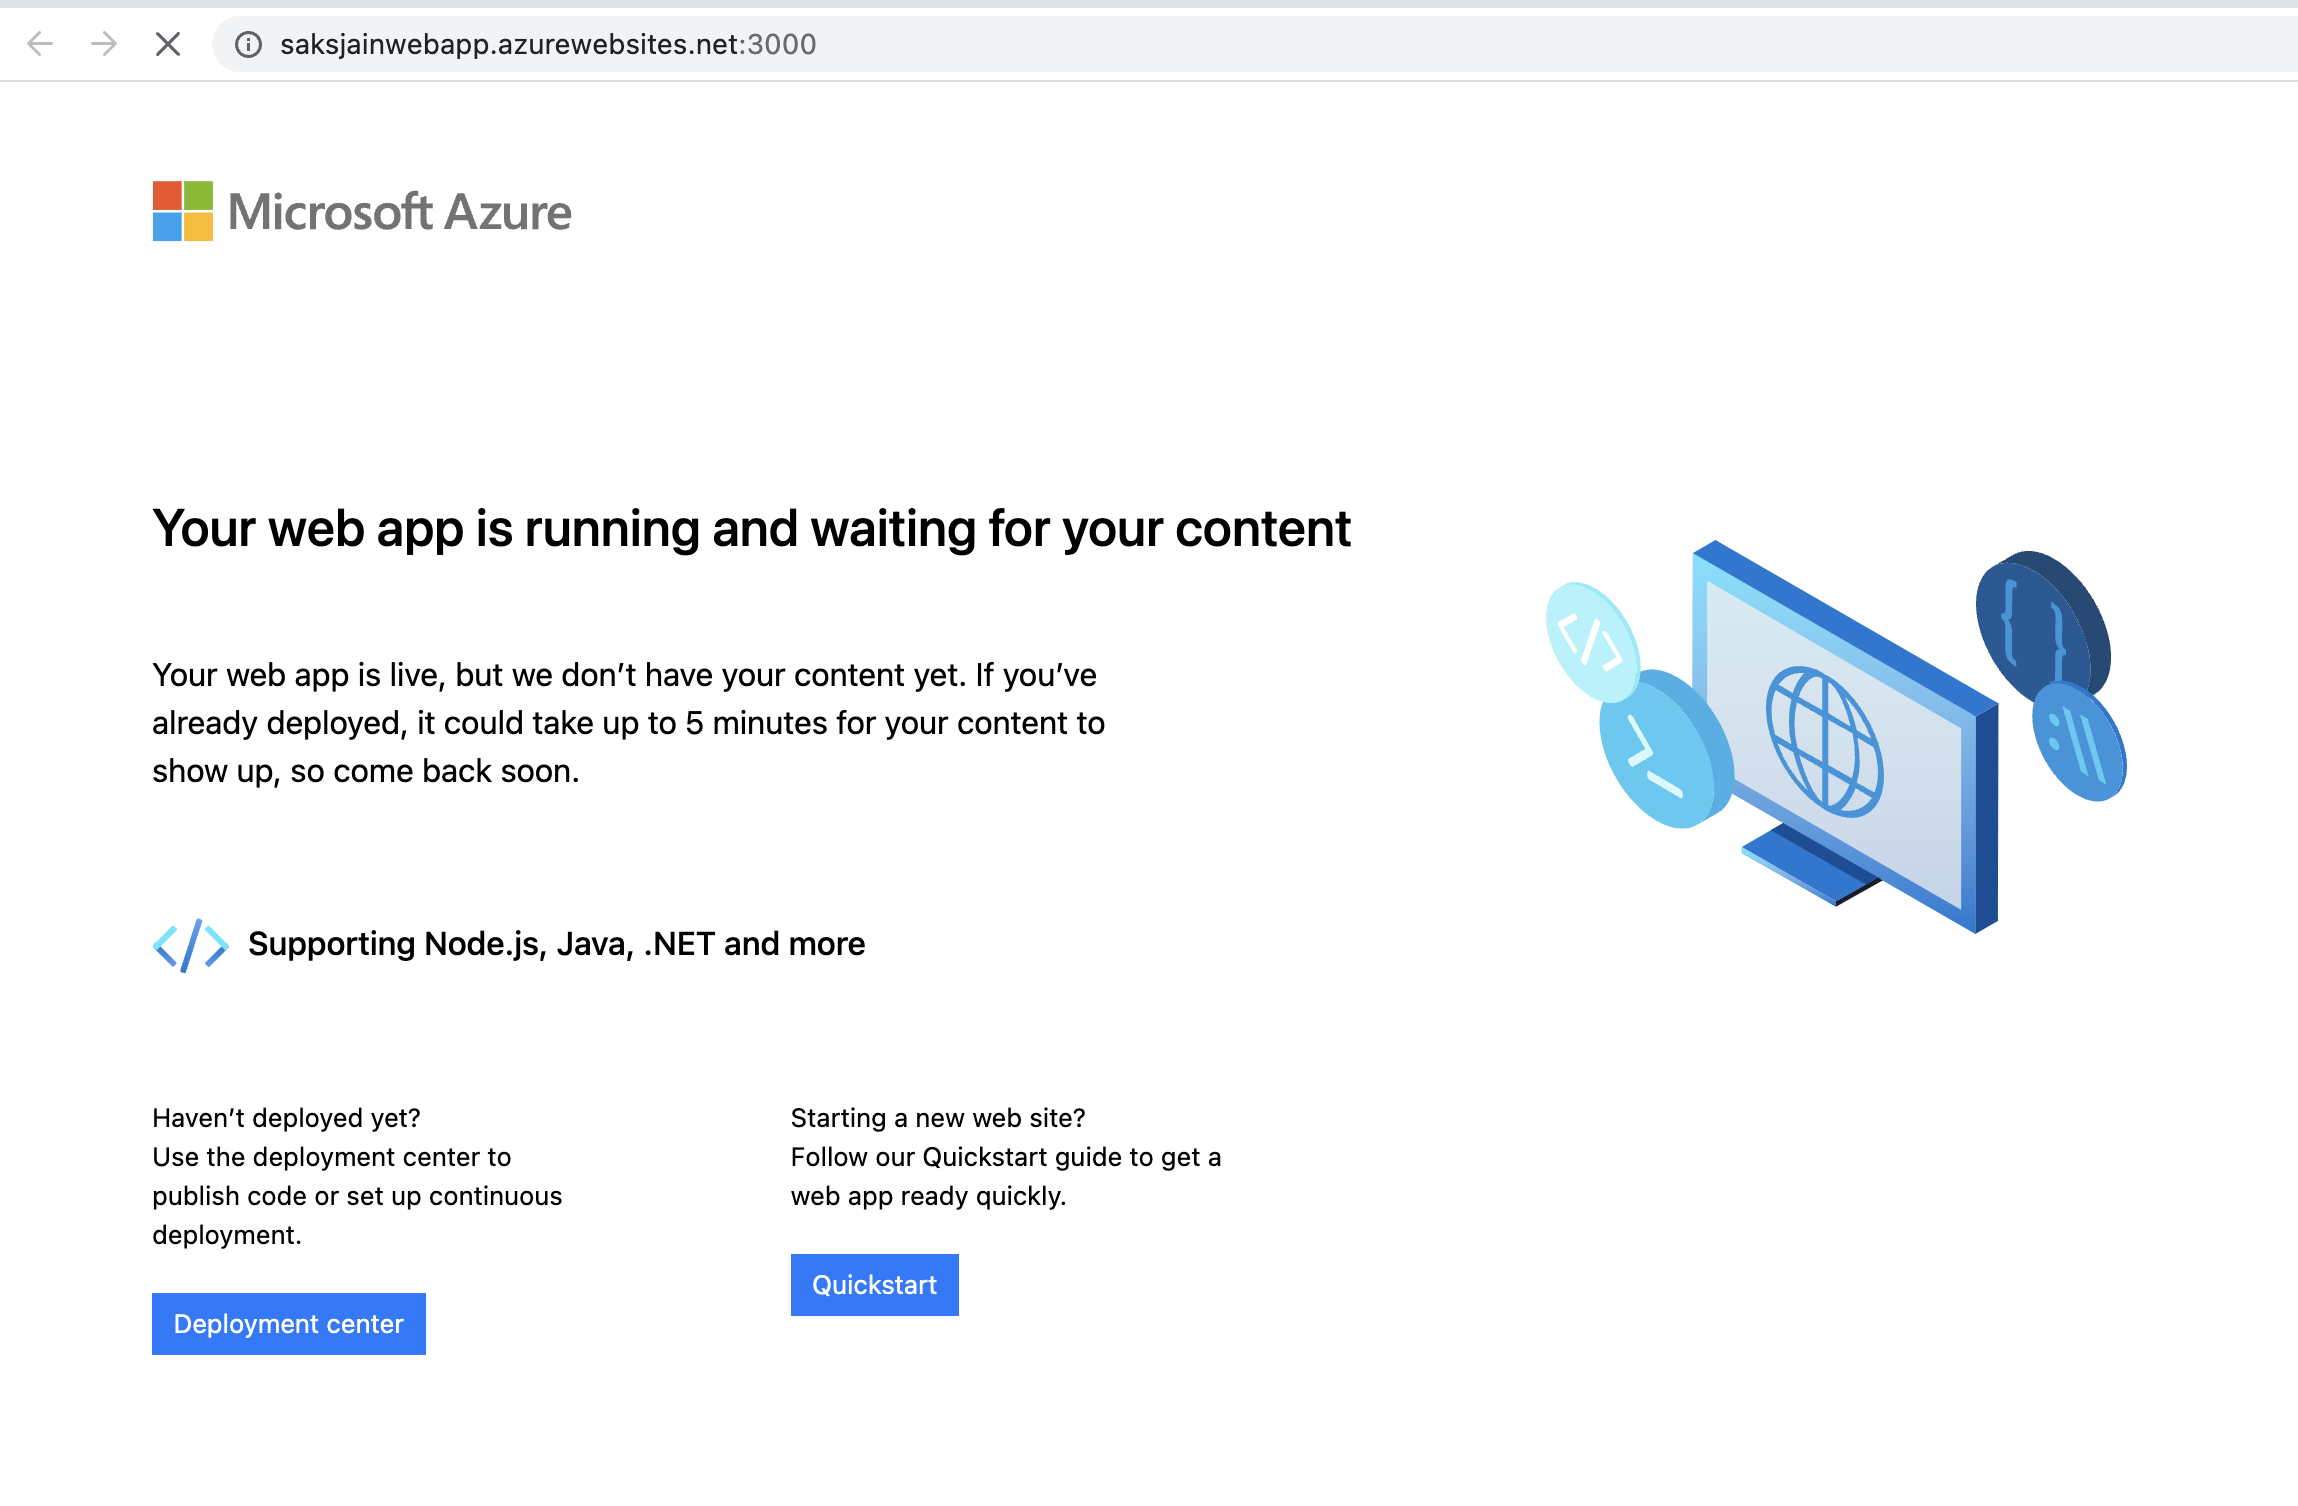 saksjainwebapp.azurewebsites.net:3000
Microsoft Azure
Your web app is running and waiting for your content
Your web app is live, but we don’t have your content yet. If you’ve
already deployed, it could take up to 5 minutes for your content to
show up, so come back soon.
Supporting Node.js, Java, .NET and more
Haven’t deployed yet?
Use the deployment center to
publish code or set up continuous
deployment.
Deployment center
Starting a new web site?
Follow our Quickstart guide to get a
web app ready quickly.
Quickstart